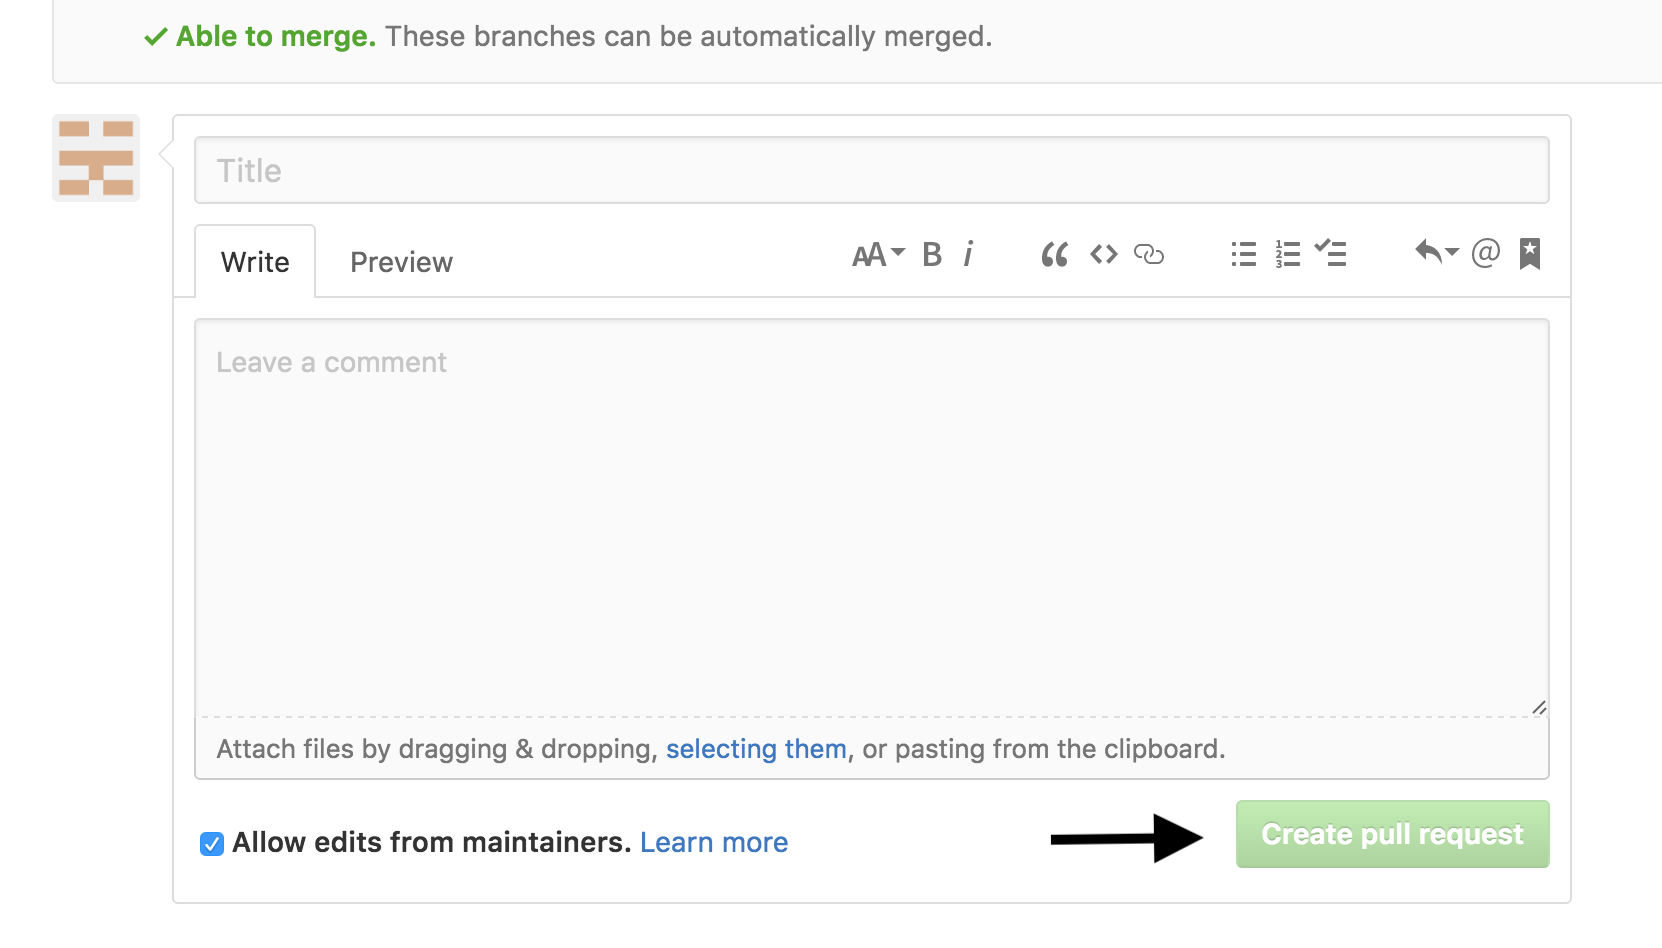 Able to merge. These branches can be automatically merged.
Title
Write Preview AA B i
Leave a comment
Attach files by dragging & dropping, selecting them, or pasting from the clipboard.
Allow edits from maintainers. Learn more Create pull request